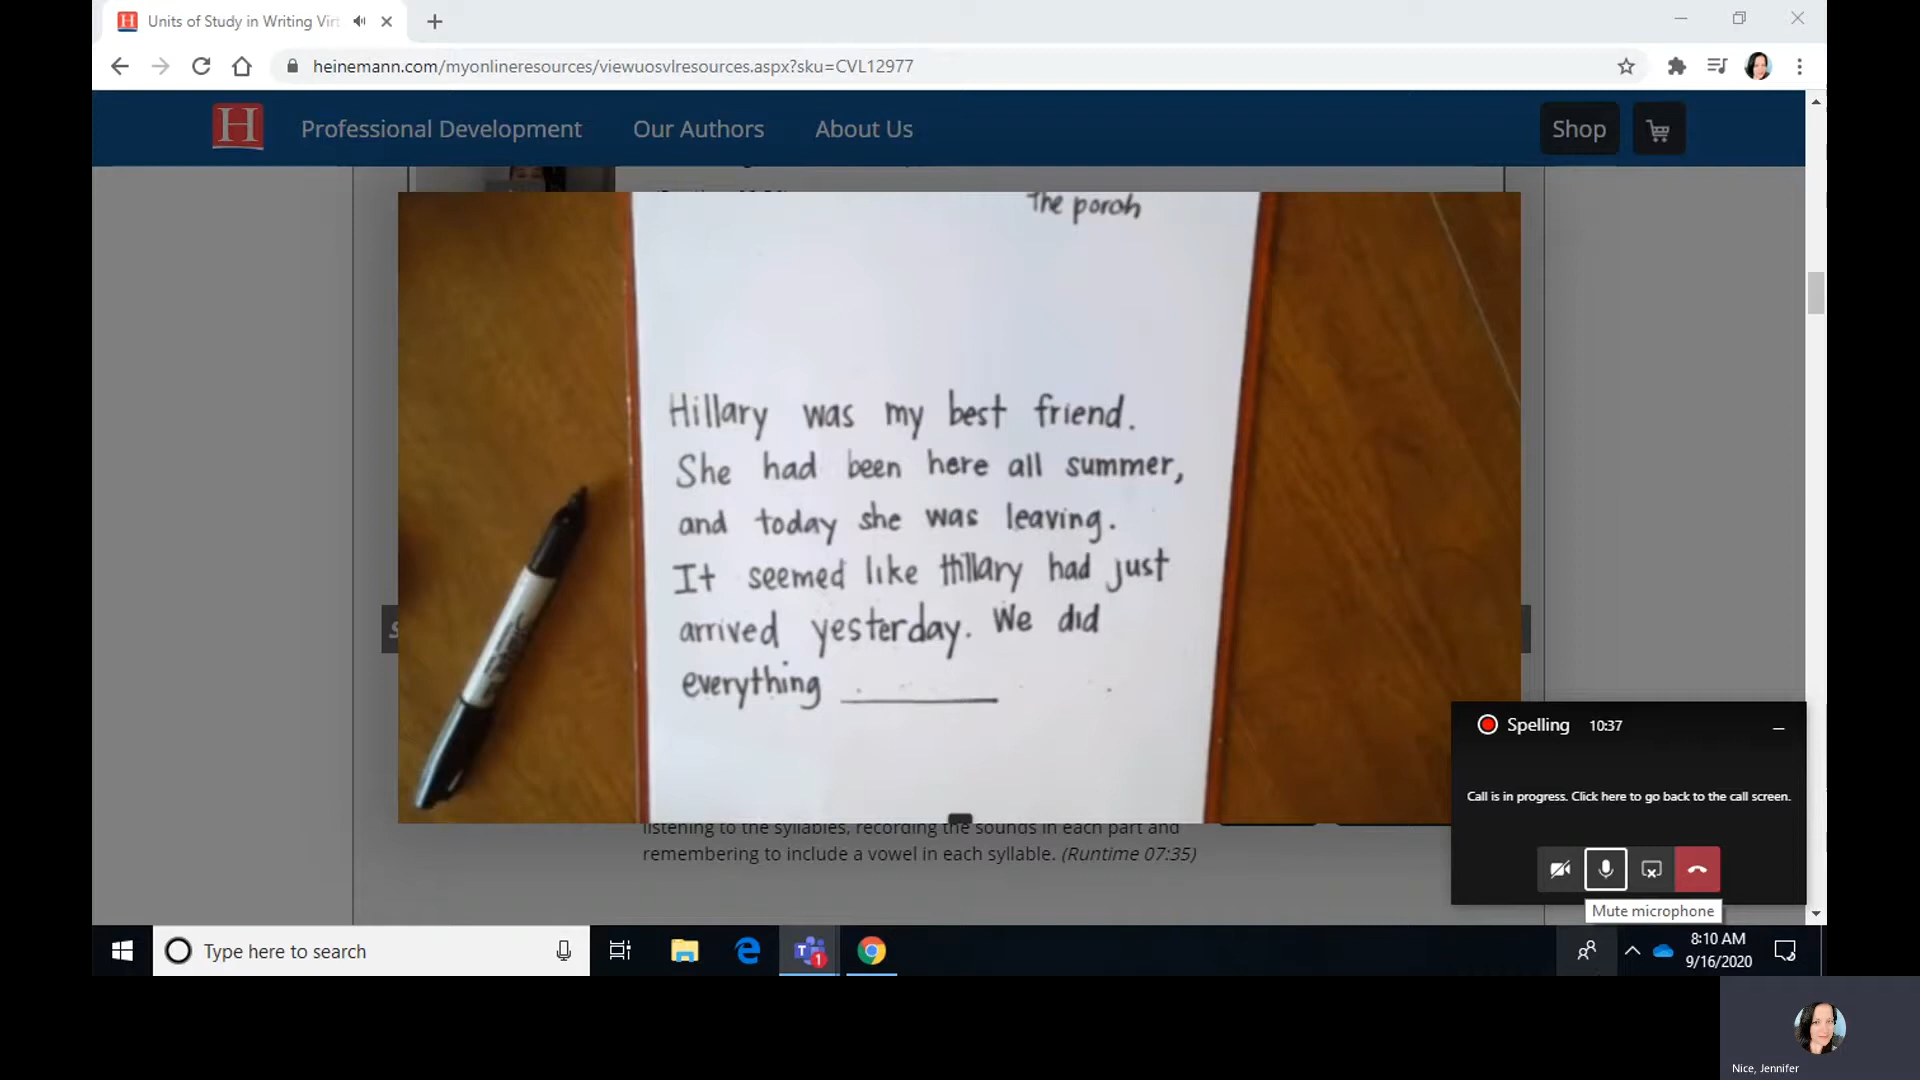 Units of Study in Writing Virt
heinemann.com/myonlineresources/viewuosvlresources.aspx?sku=CVL12977
H Professional Development Our Authors About Us Shop
The porch
Hillary was my best friend.
She had been here all summer,
and today she was leaving.
It seemed like Hillary had just
arrived yesterday. We did
everything
listening to the syllables, recording the sounds in each part and
remembering to include a vowel in each syllable. (Runtime 07:35)
Spelling 10:37
Call is in progress. Click here to go back to the call screen.
Mute microphone
Type here to search
8:10 AM
9/16/2020
Nice, Jennifer